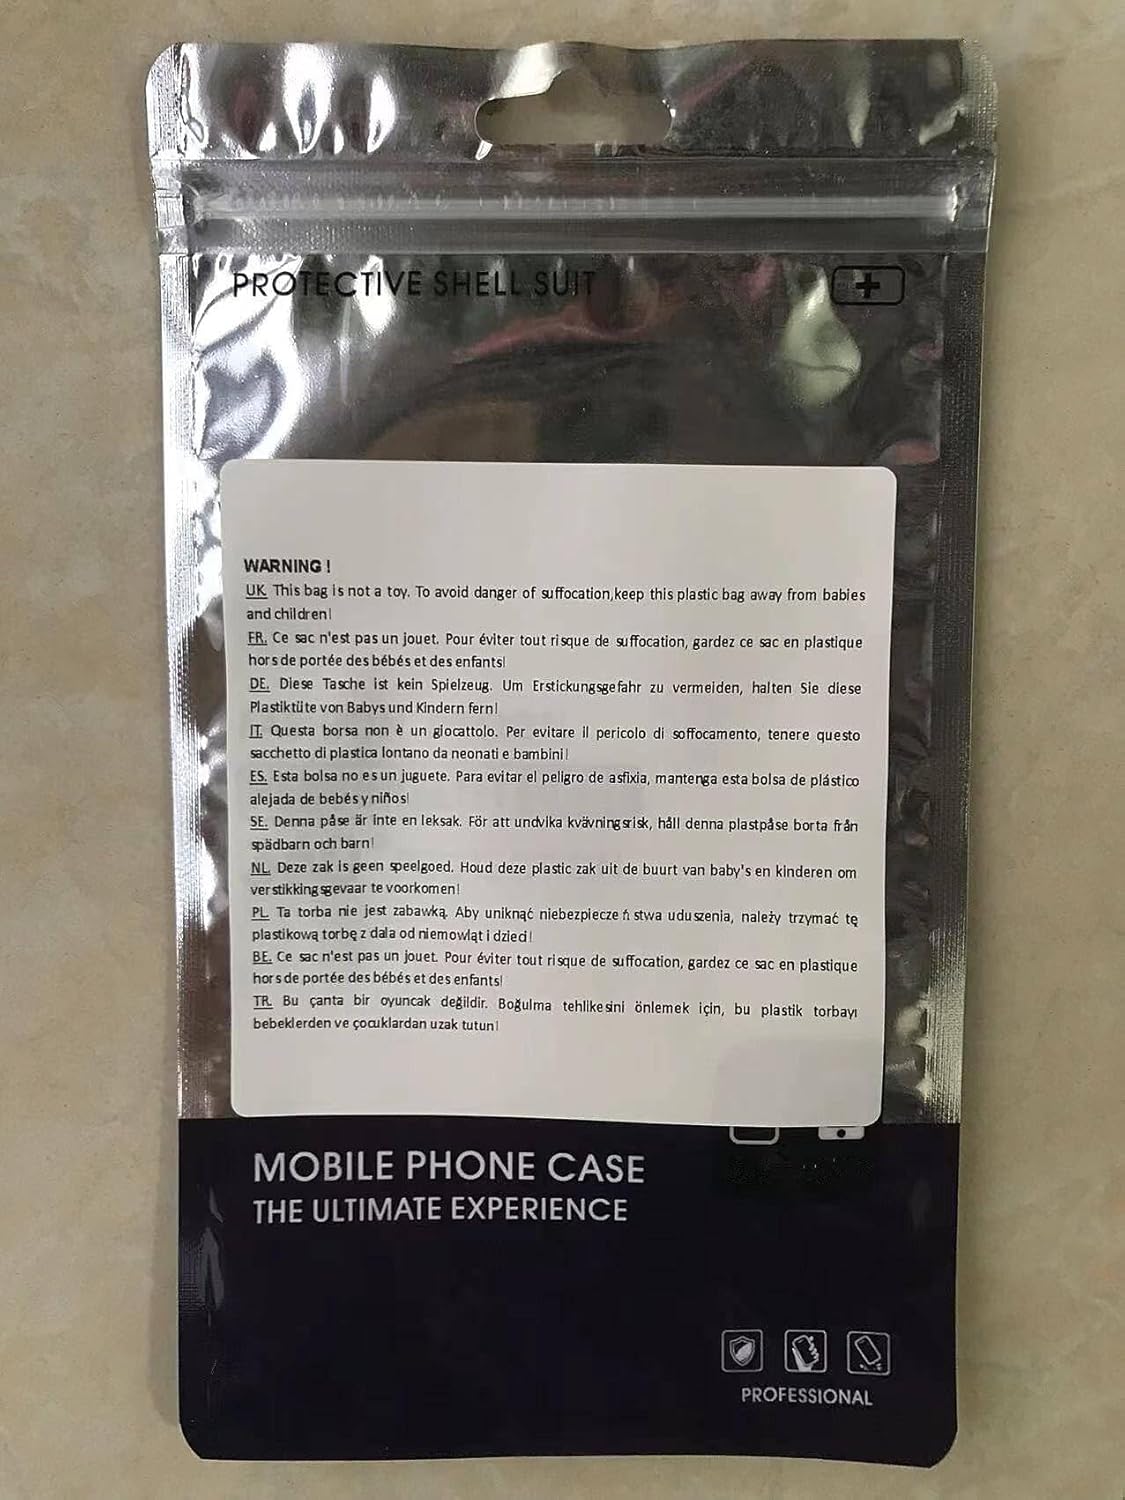 PROTECTIVE SHELL SUIT
WARNING !
UK. This bag is not a toy. To avoid danger of suffocation,keep this plastic bag away from babies
and children!
FR. Ce sac n'est pas un jouet. Pour éviter tout risque de suffocation, gardez ce sac en plastique
hors de portée des bébés et des enfants!
DE. Diese Tasche ist kein Spielzeug. Um Erstickungsgefahr zu vermeiden, halten Sie diese
Plastiktüte von Babys und Kindern fern!
IT. Questa borsa non è un giocattolo. Per evitare il pericolo di soffocamento, tenere questo
sacchetto di plastica lontano da neonati e bambini!
ES. Esta bolsa no es un juguete. Para evitar el peligro de asfixia, mantenga esta bolsa de plástico
alejada de bebés y niños!
SE. Denna påse är inte en leksak. För att undvika kvävningsrisk, håll denna plastpåse borta från
spädbarn och barn!
NL. Deze zak is geen speelgoed. Houd deze plastic zak uit de buurt van baby's en kinderen om
verstikkingsgevaar te voorkomen!
PL. Ta torba nie jest zabawką. Aby uniknąć niebezpieczeństwa uduszenia, należy trzymać tę
plastikową torbę z dala od niemowląt i dzieci!
BE. Ce sac n'est pas un jouet. Pour éviter tout risque de suffocation, gardez ce sac en plastique
hors de portée des bébés et des enfants!
TR. Bu çanta bir oyuncak değildir. Boğulma tehlikesini önlemek için, bu plastik torbayı
bebeklerden ve çocuklardan uzak tutun!
MOBILE PHONE CASE
THE ULTIMATE EXPERIENCE
PROFESSIONAL